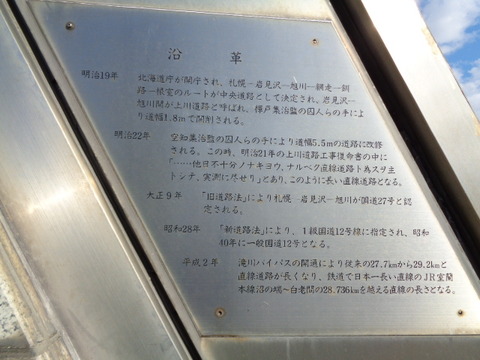 沿革
明治19年 北海道庁が開庁され、札幌―岩見沢―旭川―網走―釧
路―根室のルートが中央道路として決定され、岩見沢―
旭川間が上川道路と呼ばれ、樺戸集治監の囚人らの手によ
り道幅1.8mで開削される。
明治22年 空知集治監の囚人らの手により道幅5.5mの道路に改修
される。この時、明治21年の上川道路工事復命書の中に
「……他日不十分ノナキヨウ、ナルベク直線道路ト為スヲ主
トシテ、実測に尽せり」とあり、このように長い直線道路となる。
大正9年 「旧道路法」により札幌―岩見沢―旭川が国道27号と認
定される。
昭和28年 「新道路法」により、1級国道12号線に指定され、昭和
40年に一般国道12号となる。
平成2年 滝川バイパスの開通により従来の27.7kmから29.2kmと
直線道路が長くなり、鉄道で日本一長い直線のJR室蘭
本線沼の端~白老間の28.736kmを越える直線の長さとなる。